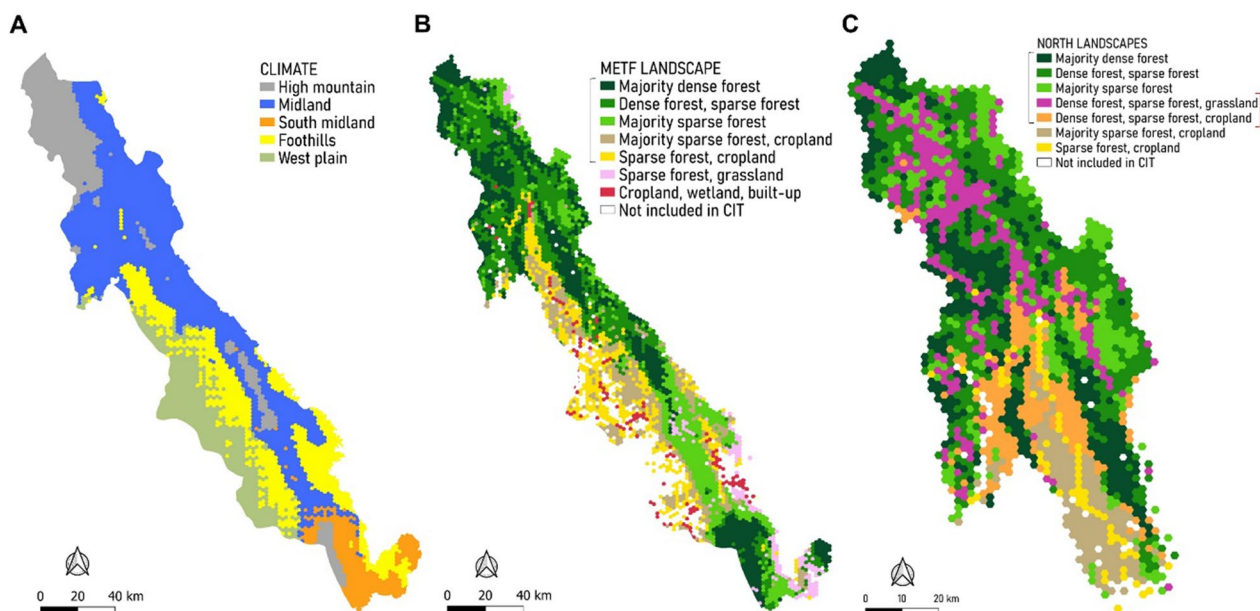 A
CLIMATE
High mountain
Midland
South midland
Foothills
West plain
0 20 40 km
B
METF LANDSCAPE
Majority dense forest
Dense forest, sparse forest
Majority sparse forest
Majority sparse forest, cropland
Sparse forest, cropland
Sparse forest, grassland
Cropland, wetland, built-up
Not included in CIT
0 20 40 km
C
NORTH LANDSCAPES
Majority dense forest
Dense forest, sparse forest
Majority sparse forest
Dense forest, sparse forest, grassland
Dense forest, sparse forest, cropland
Majority sparse forest, cropland
Sparse forest, cropland
Not included in CIT
0 10 20 km